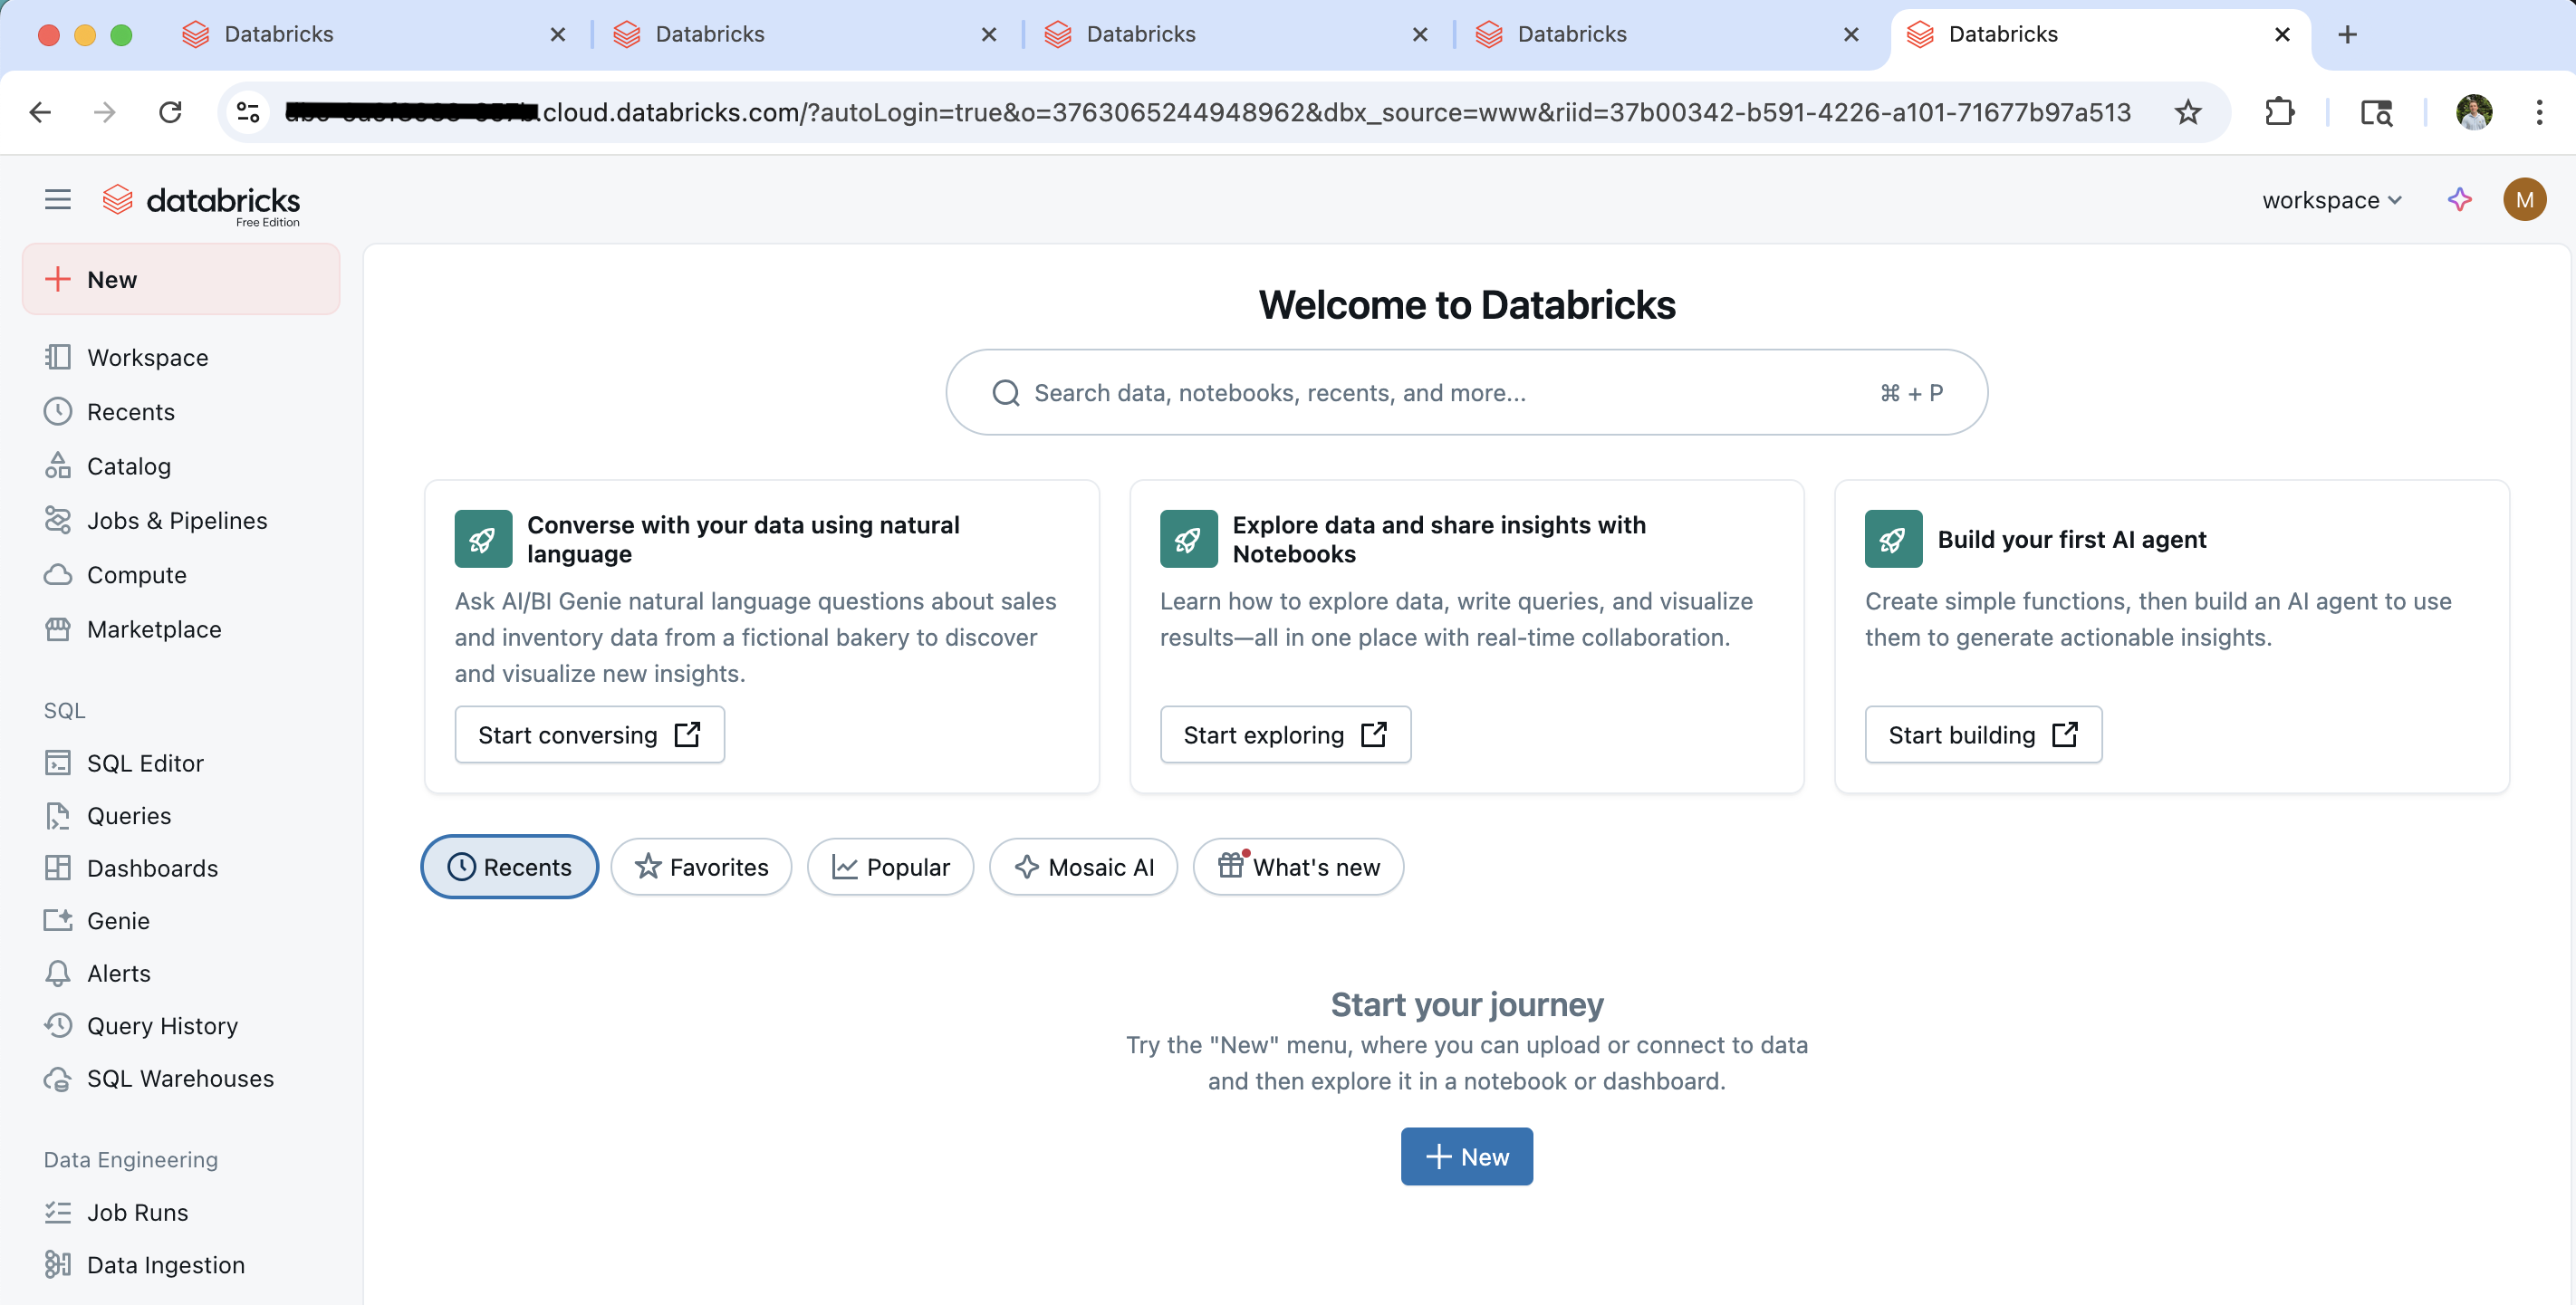 Databricks
Databricks
Databricks
Databricks
Databricks
.cloud.databricks.com/?autoLogin=true&o=3763065244948962&dbx_source=www&riid=37b00342-b591-4226-a101-71677b97a513
databricks
Free Edition
workspace
M
New
Workspace
Recents
Catalog
Jobs & Pipelines
Compute
Marketplace
SQL
SQL Editor
Queries
Dashboards
Genie
Alerts
Query History
SQL Warehouses
Data Engineering
Job Runs
Data Ingestion
Welcome to Databricks
Search data, notebooks, recents, and more...
⌘ + P
Converse with your data using natural
language
Ask AI/BI Genie natural language questions about sales
and inventory data from a fictional bakery to discover
and visualize new insights.
Start conversing
Explore data and share insights with
Notebooks
Learn how to explore data, write queries, and visualize
results—all in one place with real-time collaboration.
Start exploring
Build your first AI agent
Create simple functions, then build an AI agent to use
them to generate actionable insights.
Start building
Recents
Favorites
Popular
Mosaic AI
What's new
Start your journey
Try the "New" menu, where you can upload or connect to data
and then explore it in a notebook or dashboard.
New